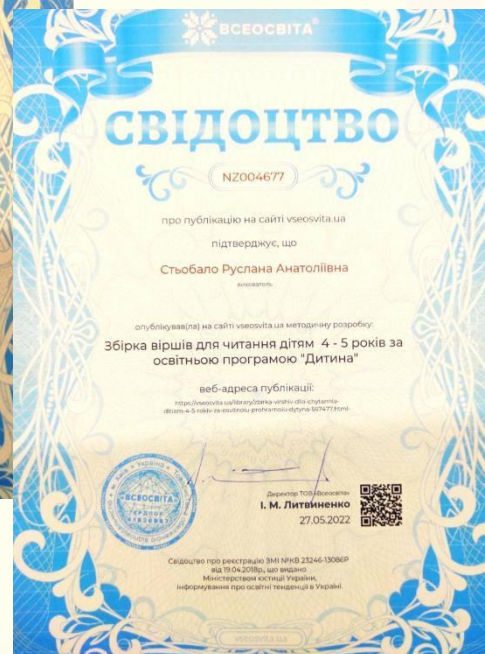 ВСЕОСВІТА
СВІДОЦТВО
NZ004677
про публікацію на сайті vseosvita.ua
підтверджує, що
Стьобало Руслана Анатоліївна
вихователь
опублікував(ла) на сайті vseosvita.ua методичну розробку:
Збірка віршів для читання дітям 4 - 5 років за
освітньою програмою "Дитина"
веб-адреса публікації:
Директор ТОВ «Всеосвіта»
І. М. Литвиненко
27.05.2022
Україна
ВСЕОСВІТА
Свідоцтво про реєстрацію ЗМІ №КВ 23246-13086Р
від 19.04.2018р., що видано
Міністерством юстиції України,
інформування про освітні тенденції в Україні.
vseosvita.ua